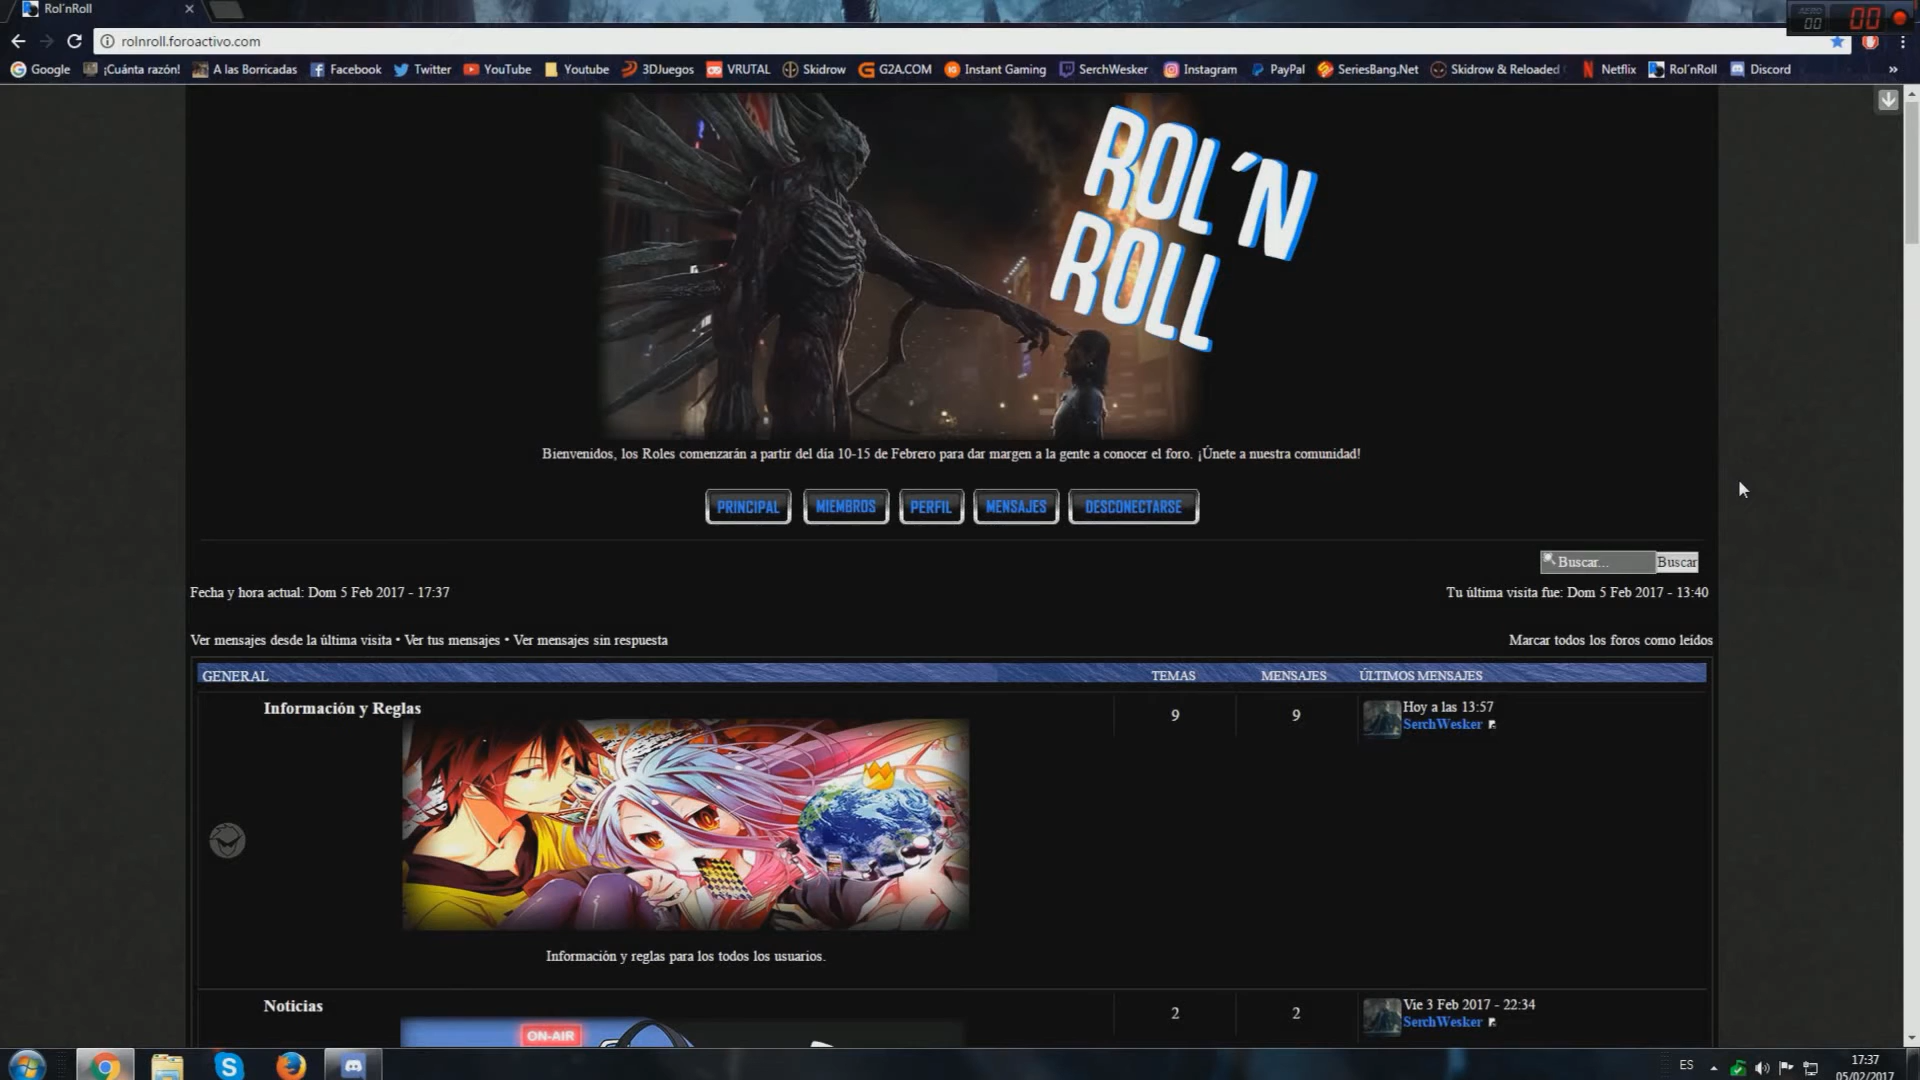 Rol´nRoll
AERO 00
00
rolnroll.foroactivo.com
Google ¡Cuánta razón! A las Borricadas Facebook Twitter YouTube Youtube 3DJuegos VRUTAL Skidrow G2A.COM Instant Gaming SerchWesker Instagram PayPal SeriesBang.Net Skidrow & Reloaded Netflix Rol´nRoll Discord »
ROL´N
ROLL
Bienvenidos, los Roles comenzarán a partir del día 10-15 de Febrero para dar margen a la gente a conocer el foro. ¡Únete a nuestra comunidad!
PRINCIPAL MIEMBROS PERFIL MENSAJES DESCONECTARSE
Buscar... Buscar
Fecha y hora actual: Dom 5 Feb 2017 - 17:37
Tu última visita fue: Dom 5 Feb 2017 - 13:40
Ver mensajes desde la última visita • Ver tus mensajes • Ver mensajes sin respuesta
Marcar todos los foros como leídos
GENERAL TEMAS MENSAJES ÚLTIMOS MENSAJES
Información y Reglas
9 9 Hoy a las 13:57
SerchWesker
Información y reglas para los todos los usuarios.
Noticias
2 2 Vie 3 Feb 2017 - 22:34
SerchWesker
ON-AIR
ES
17:37
05/02/2017